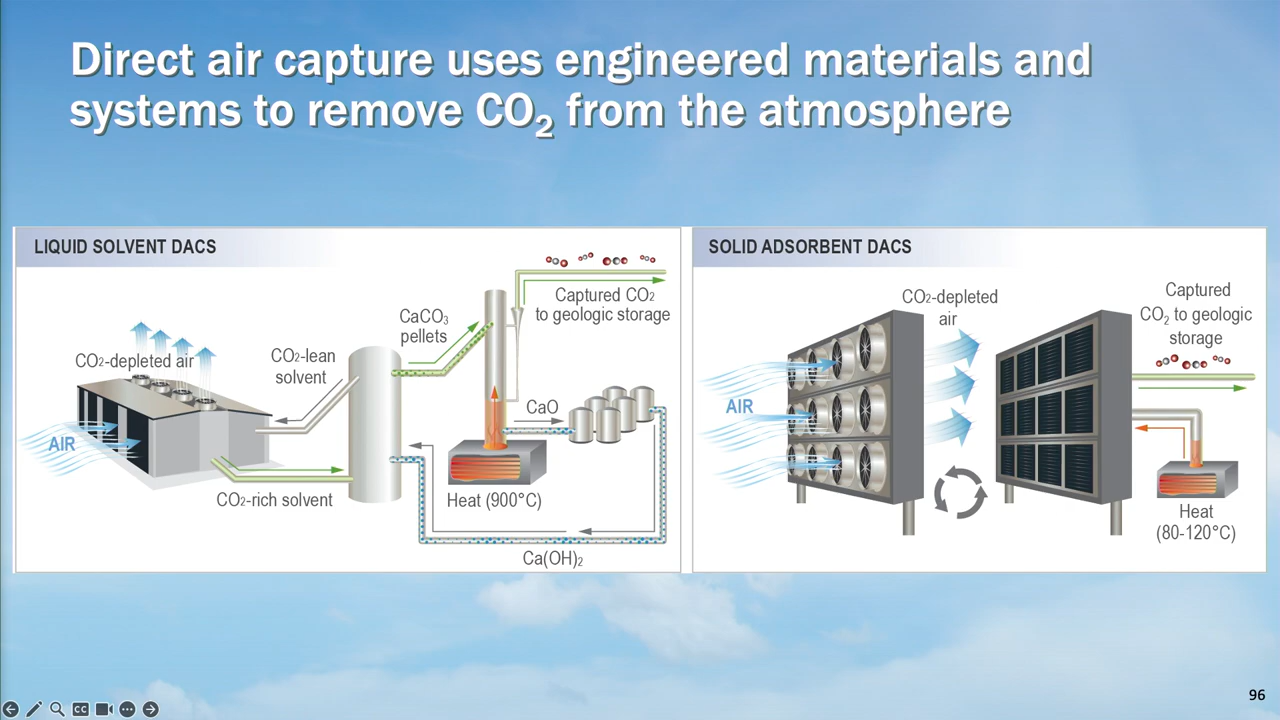 Direct air capture uses engineered materials and
systems to remove CO₂ from the atmosphere
LIQUID SOLVENT DACS
CO₂-depleted air
AIR
CO₂-lean
solvent
CO₂-rich solvent
CaCO₃
pellets
Captured CO₂
to geologic storage
CaO
Heat (900°C)
Ca(OH)₂
SOLID ADSORBENT DACS
AIR
CO₂-depleted
air
Captured
CO₂ to geologic
storage
Heat
(80-120°C)
CC
96